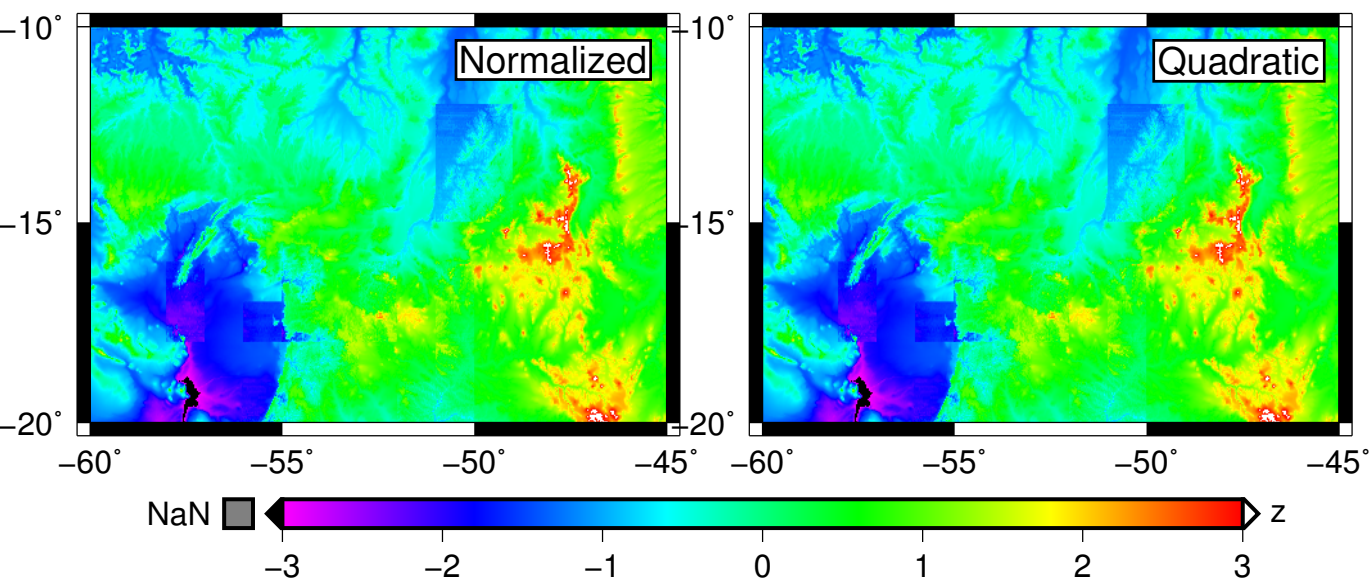 −10° Normalized −10° Quadratic
−15° −15°
−20° −20°
−60° −55° −50° −45° −60° −55° −50° −45°
NaN z
−3 −2 −1 0 1 2 3